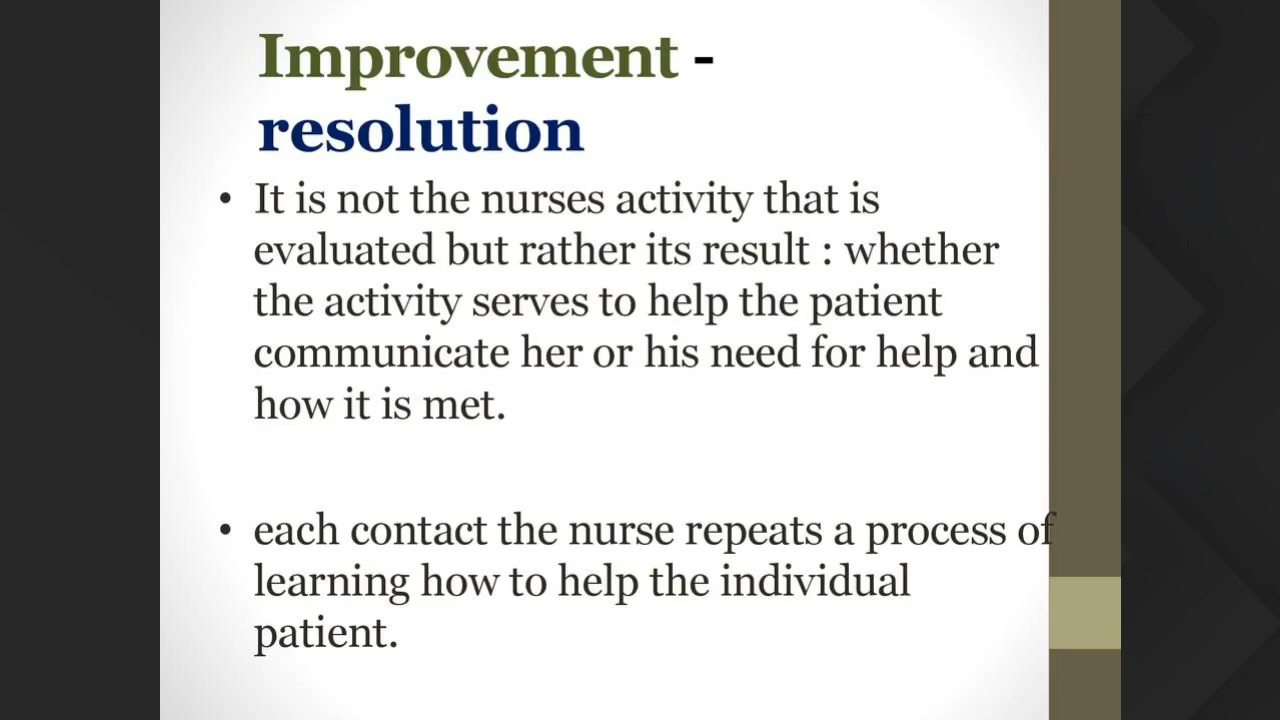 Improvement -
resolution
• It is not the nurses activity that is
evaluated but rather its result : whether
the activity serves to help the patient
communicate her or his need for help and
how it is met.
• each contact the nurse repeats a process of
learning how to help the individual
patient.